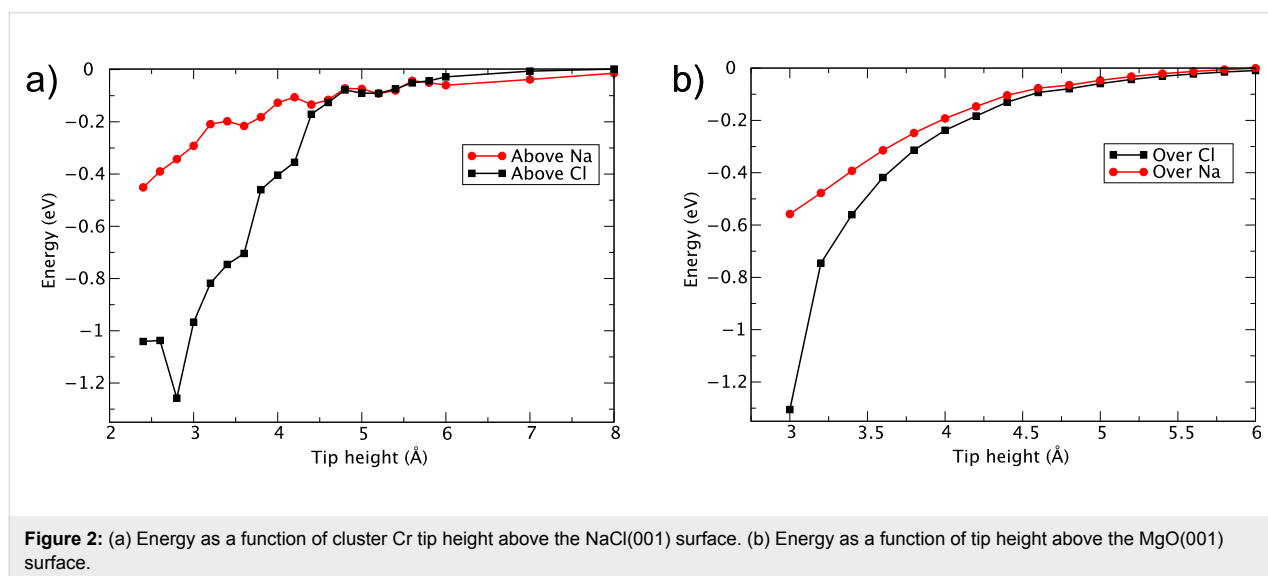 a)
0
−0.2
−0.4
−0.6
−0.8
−1
−1.2
Energy (eV)
2 3 4 5 6 7 8
Tip height (Å)
Above Na
Above Cl
b)
0
−0.2
−0.4
−0.6
−0.8
−1
−1.2
Energy (eV)
3 3.5 4 4.5 5 5.5 6
Tip height (Å)
Over Cl
Over Na
Figure 2: (a) Energy as a function of cluster Cr tip height above the NaCl(001) surface. (b) Energy as a function of tip height above the MgO(001)
surface.